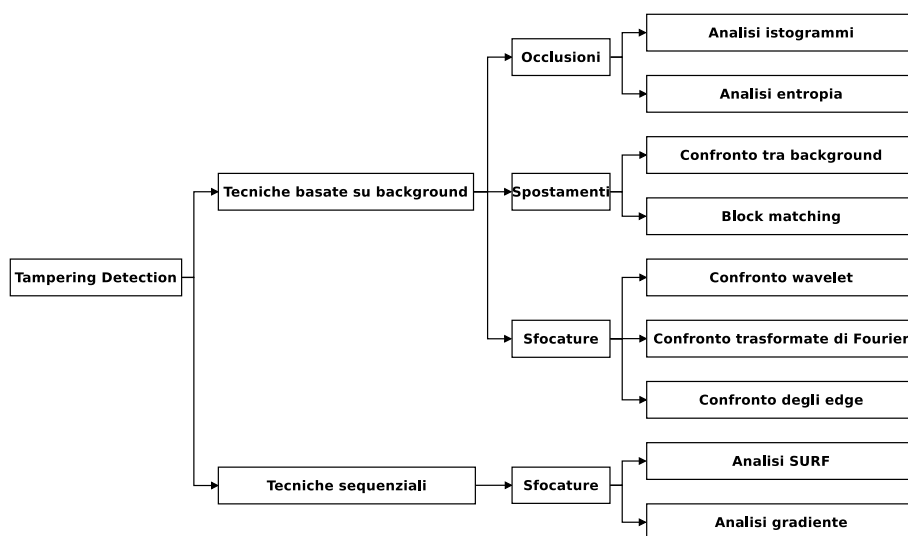 Tampering Detection
Tecniche basate su background
Occlusioni
Analisi istogrammi
Analisi entropia
Spostamenti
Confronto tra background
Block matching
Sfocature
Confronto wavelet
Confronto trasformate di Fourier
Confronto degli edge
Tecniche sequenziali
Sfocature
Analisi SURF
Analisi gradiente